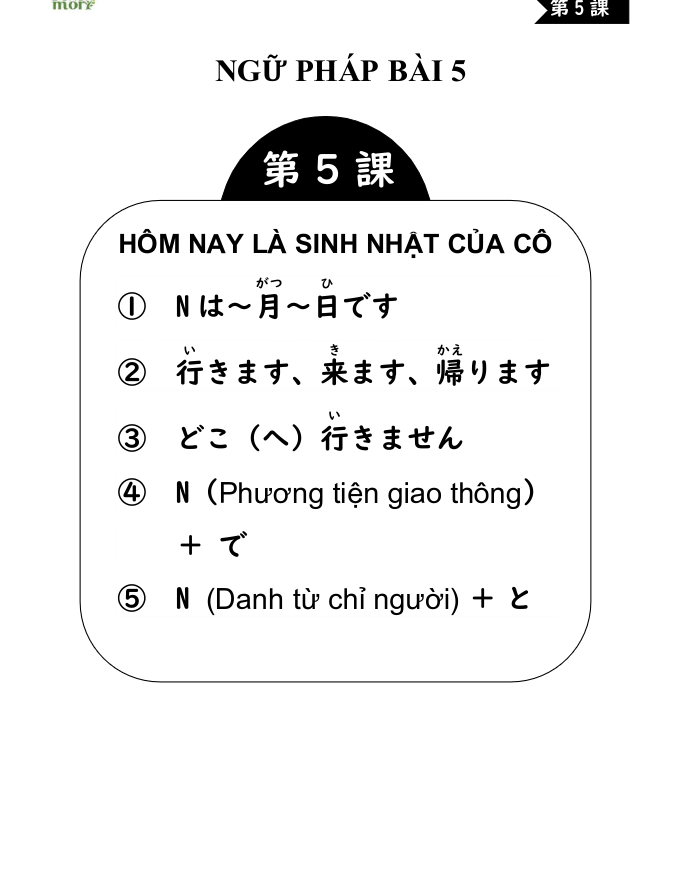 mori
第５課
NGỮ PHÁP BÀI 5
第５課
HÔM NAY LÀ SINH NHẬT CỦA CÔ
がつ ひ
① Nは～月～日です
い き かえ
② 行きます、来ます、帰ります
い
③ どこ（へ）行きません
④ N（Phương tiện giao thông）
＋ で
⑤ N (Danh từ chỉ người) ＋ と